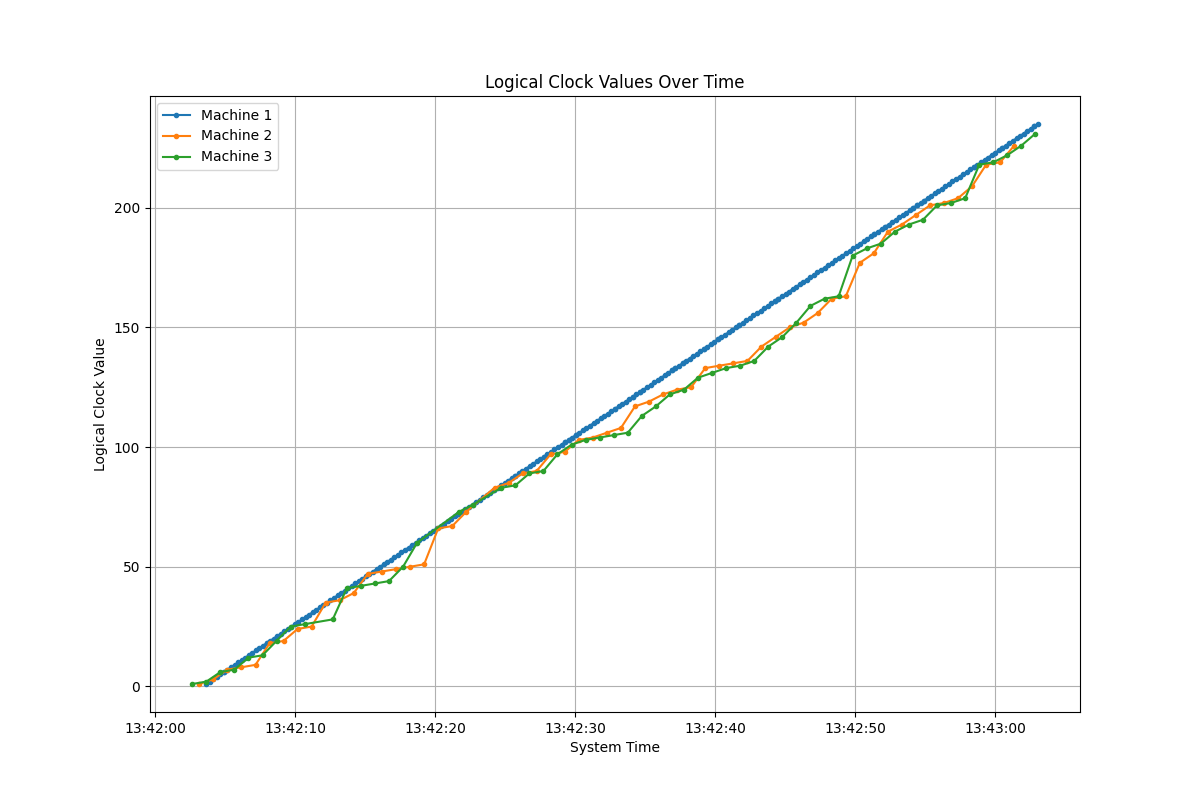 Logical Clock Values Over Time
Machine 1
Machine 2
Machine 3
Logical Clock Value
200
150
100
50
0
13:42:00 13:42:10 13:42:20 13:42:30 13:42:40 13:42:50 13:43:00
System Time